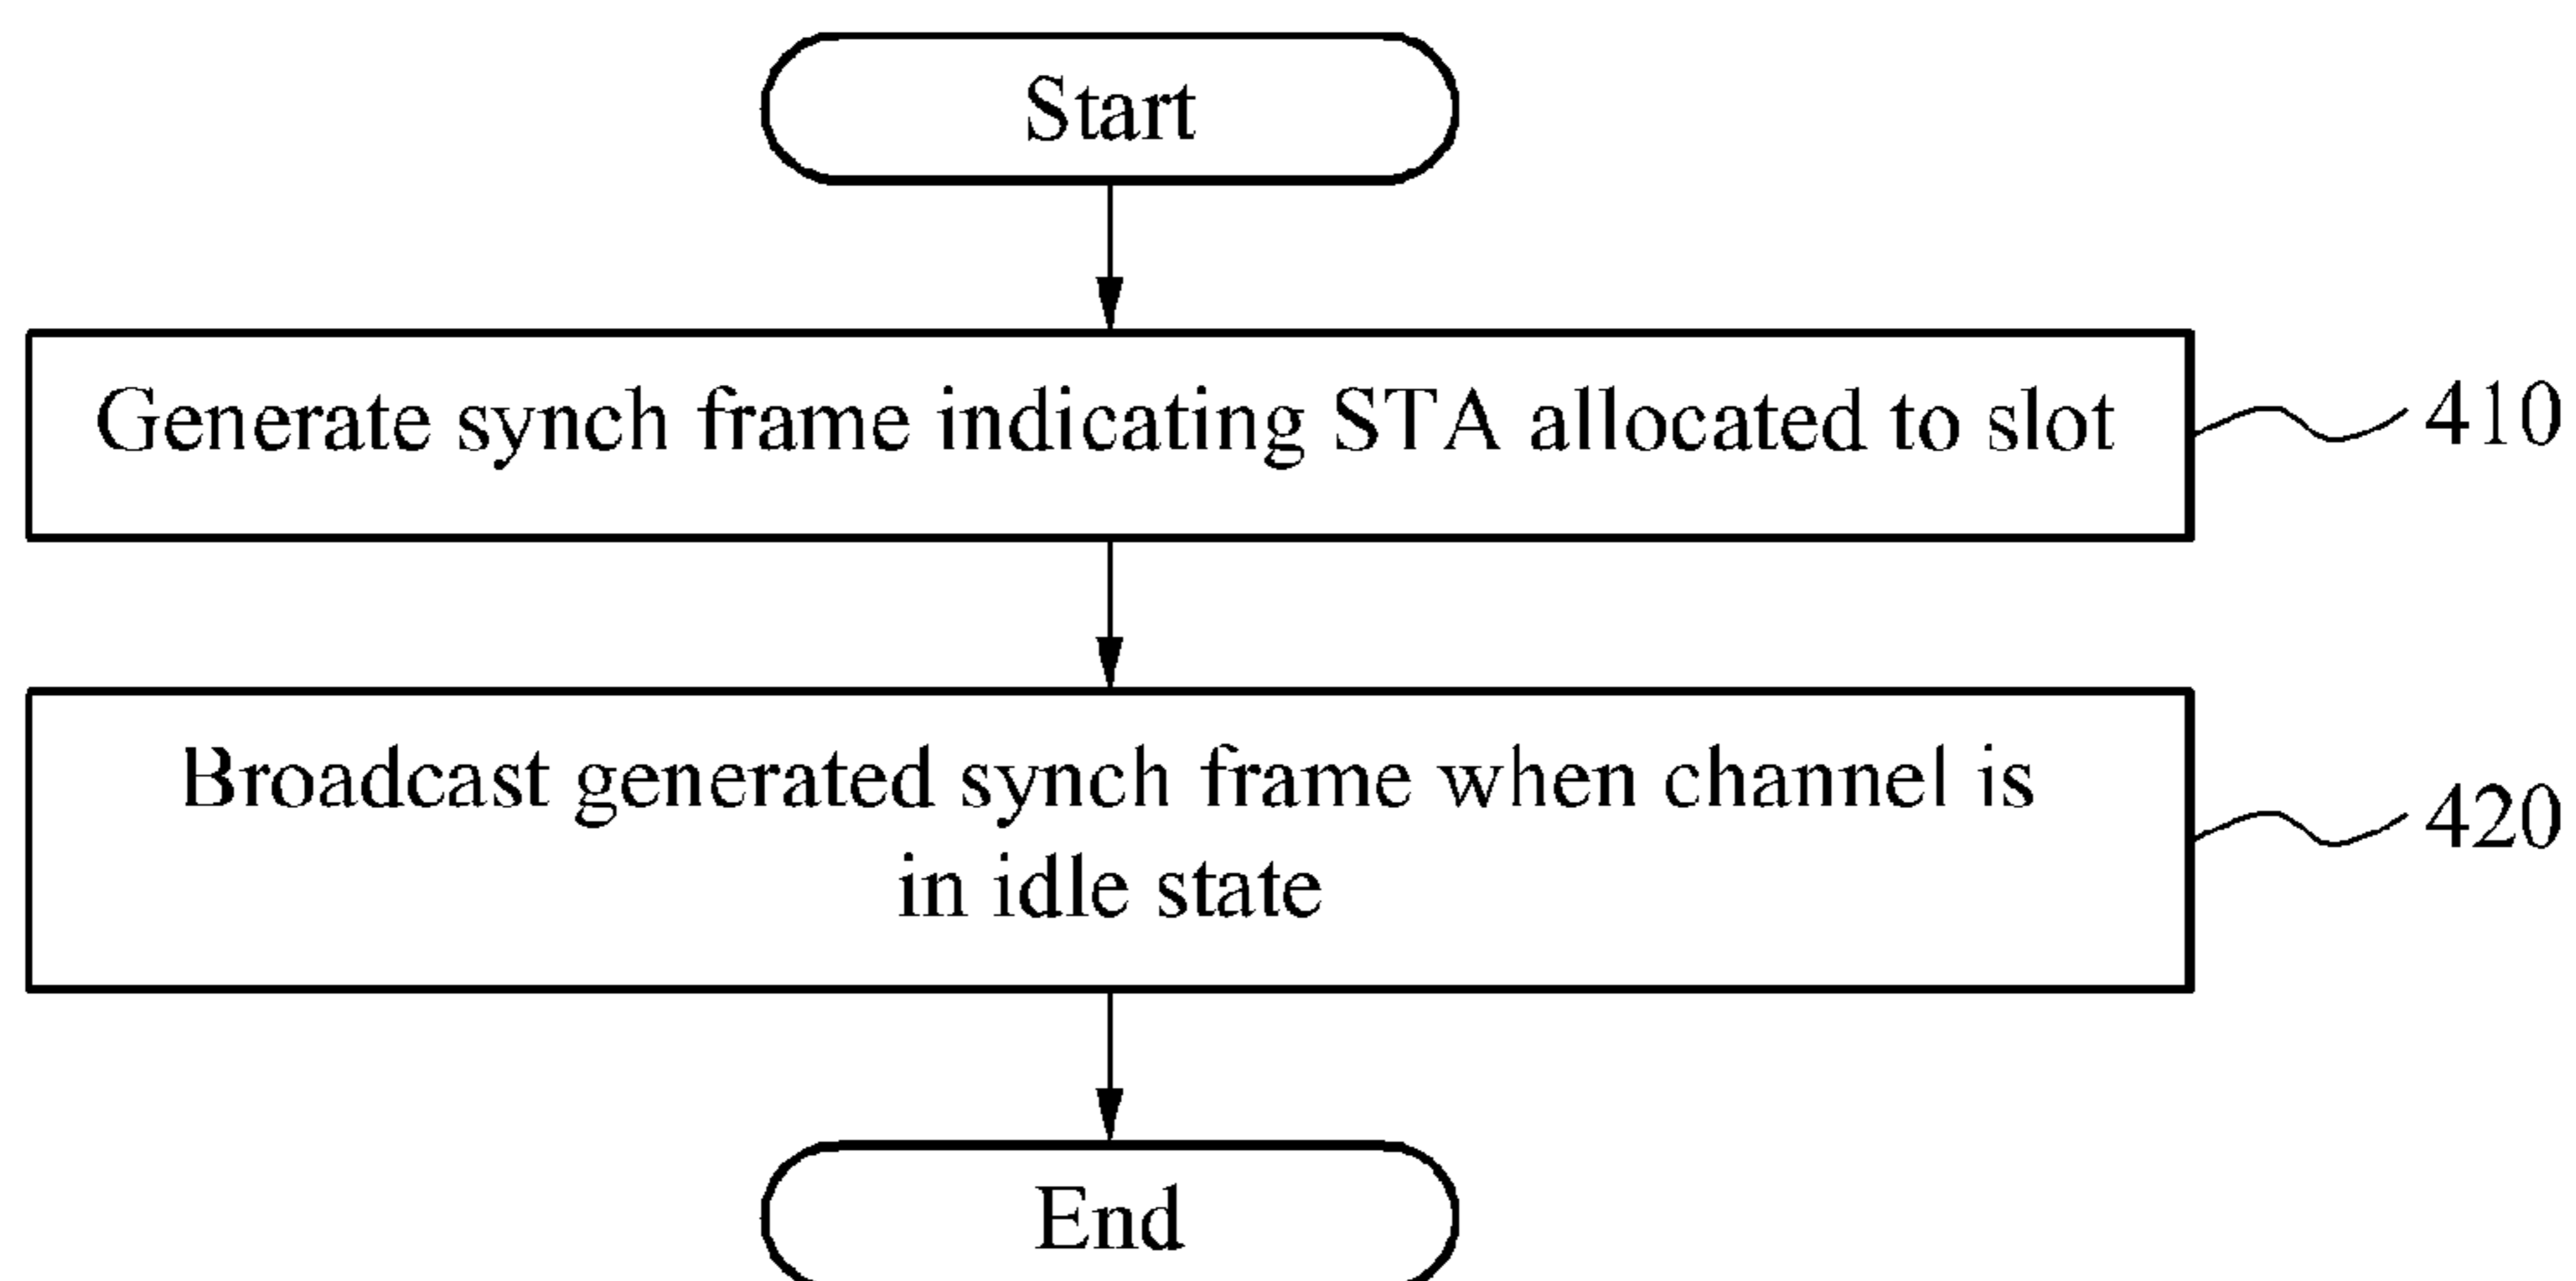 Start
Generate synch frame indicating STA allocated to slot
410
Broadcast generated synch frame when channel is
in idle state
420
End